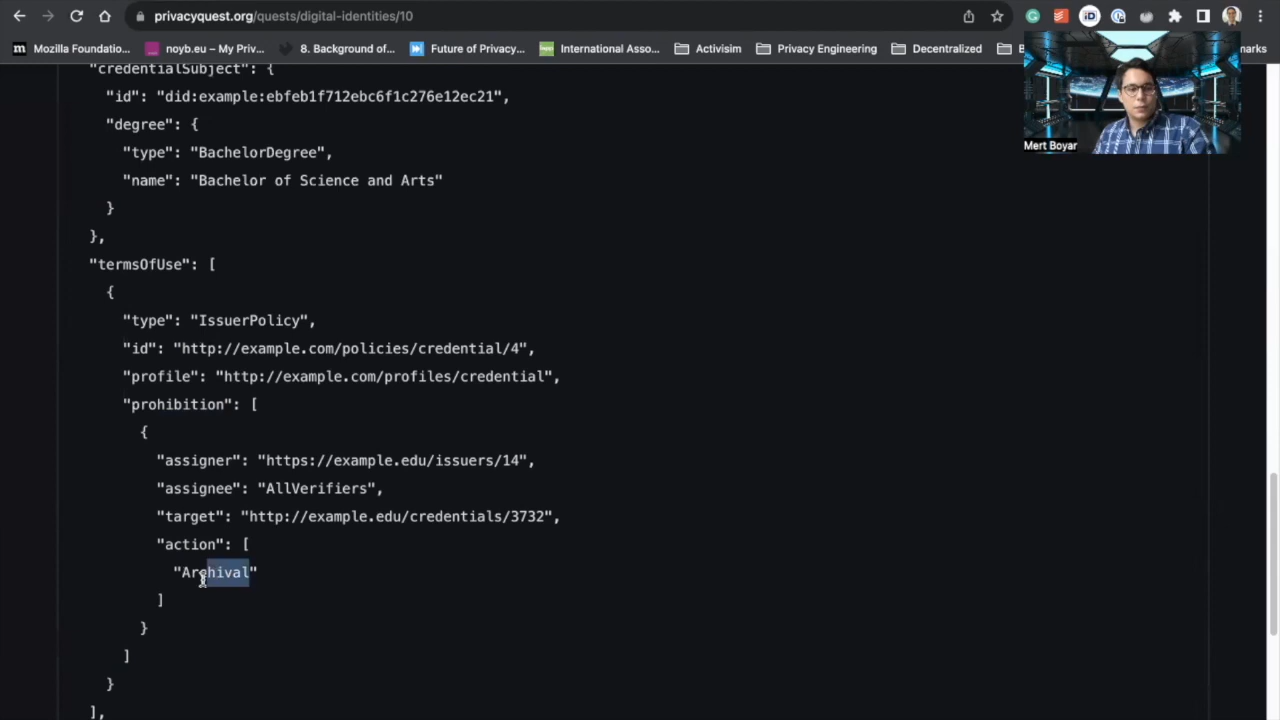 privacyquest.org/quests/digital-identities/10
Mozilla Foundatio...
noyb.eu – My Priv...
8. Background of...
Future of Privacy...
International Asso...
Activisim
Privacy Engineering
Decentralized
marks
Mert Boyar
"credentialSubject": {
"id": "did:example:ebfeb1f712ebc6f1c276e12ec21",
"degree": {
"type": "BachelorDegree",
"name": "Bachelor of Science and Arts"
}
},
"termsOfUse": [
{
"type": "IssuerPolicy",
"id": "http://example.com/policies/credential/4",
"profile": "http://example.com/profiles/credential",
"prohibition": [
{
"assigner": "https://example.edu/issuers/14",
"assignee": "AllVerifiers",
"target": "http://example.edu/credentials/3732",
"action": [
"Archival"
]
}
]
}
],